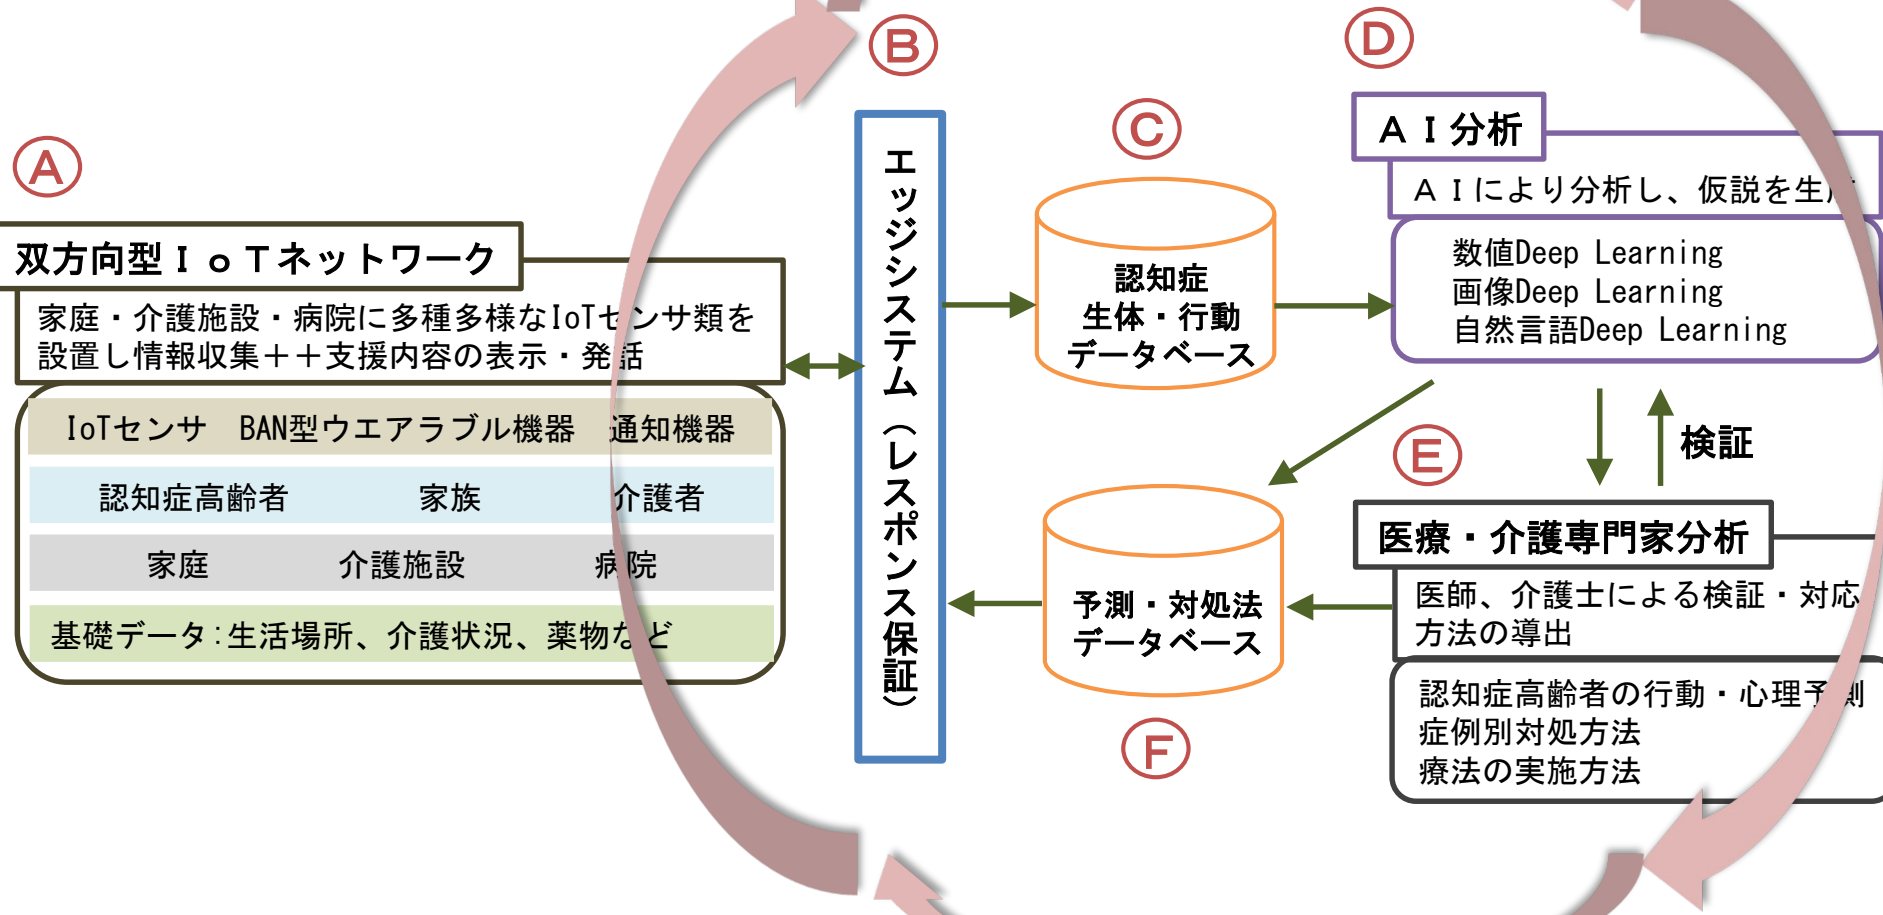 Ⓐ
双方向型ＩｏＴネットワーク
家庭・介護施設・病院に多種多様なIoTセンサ類を
設置し情報収集＋＋支援内容の表示・発話
IoTセンサ　BAN型ウエアラブル機器　通知機器
認知症高齢者　家族　介護者
家庭　介護施設　病院
基礎データ:生活場所、介護状況、薬物など
Ⓑ
エッジシステム（レスポンス保証）
Ⓒ
認知症
生体・行動
データベース
Ⓓ
ＡＩ分析
ＡＩにより分析し、仮説を生成
数値Deep Learning
画像Deep Learning
自然言語Deep Learning
検証
Ⓔ
医療・介護専門家分析
医師、介護士による検証・対応
方法の導出
認知症高齢者の行動・心理予測
症例別対処方法
療法の実施方法
予測・対処法
データベース
Ⓕ